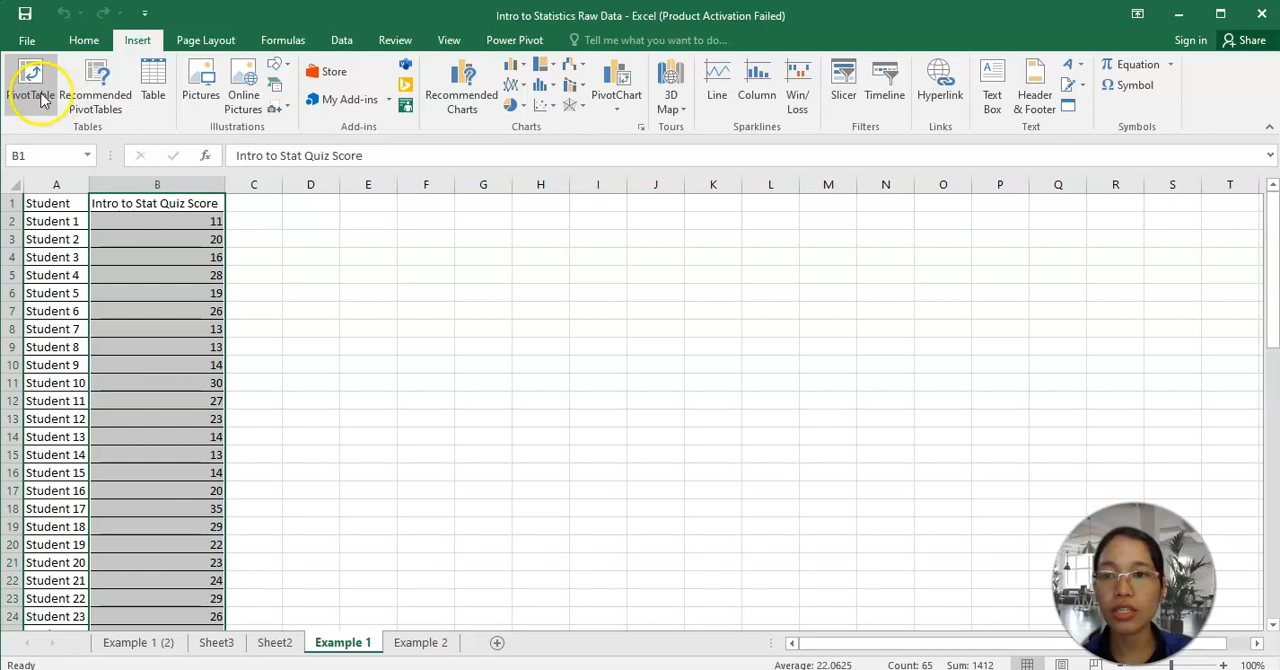 Intro to Statistics Raw Data - Excel (Product Activation Failed)
File Home Insert Page Layout Formulas Data Review View Power Pivot Tell me what you want to do... Sign in Share
PivotTable Recommended PivotTables Table Pictures Online Pictures Store My Add-ins Recommended Charts PivotChart 3D Map Line Column Win/Loss Slicer Timeline Hyperlink Text Box Header & Footer Equation Symbol
Tables Illustrations Add-ins Charts Tours Sparklines Filters Links Text Symbols
B1 fx Intro to Stat Quiz Score
A B C D E F G H I J K L M N O P Q R S T
1 Student Intro to Stat Quiz Score
2 Student 1 11
3 Student 2 20
4 Student 3 16
5 Student 4 28
6 Student 5 19
7 Student 6 26
8 Student 7 13
9 Student 8 13
10 Student 9 14
11 Student 10 30
12 Student 11 27
13 Student 12 23
14 Student 13 14
15 Student 14 13
16 Student 15 14
17 Student 16 20
18 Student 17 35
19 Student 18 29
20 Student 19 22
21 Student 20 23
22 Student 21 24
23 Student 22 29
24 Student 23 26
Example 1 (2) Sheet3 Sheet2 Example 1 Example 2
Ready Average: 22.0625 Count: 65 Sum: 1412 100%